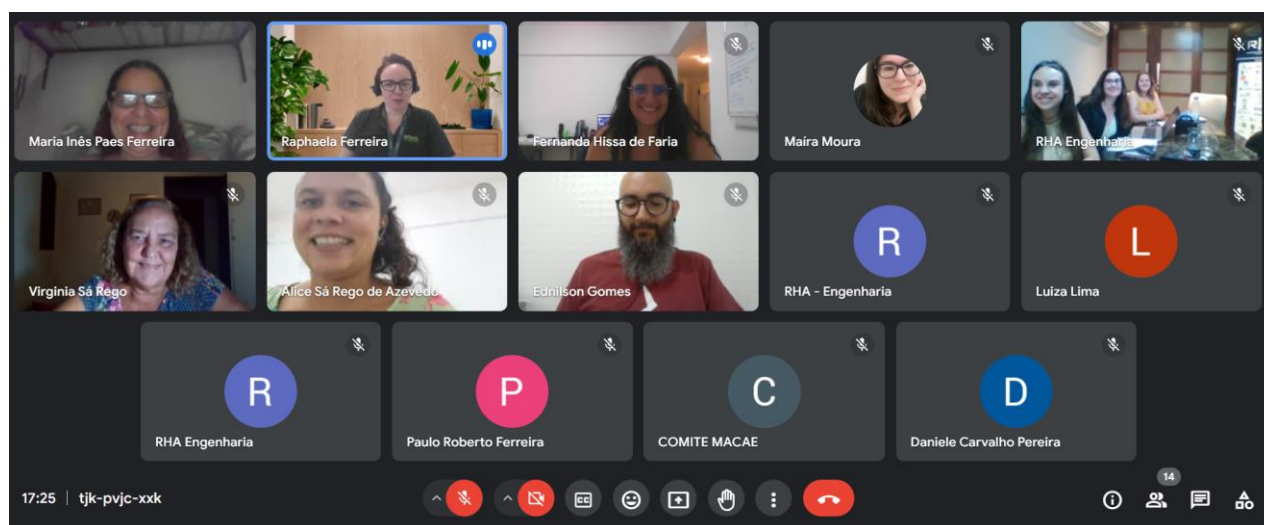 Maria Inês Paes Ferreira
Raphaela Ferreira
Fernanda Hissa de Faria
Maíra Moura
RHA Engenharia
Virginia Sá Rego
Alice Sá Rego de Azevedo
Ednilson Gomes
R
RHA - Engenharia
L
Luiza Lima
R
RHA Engenharia
P
Paulo Roberto Ferreira
C
COMITE MACAE
D
Daniele Carvalho Pereira
17:25 | tjk-pvjc-xxk
CC
14